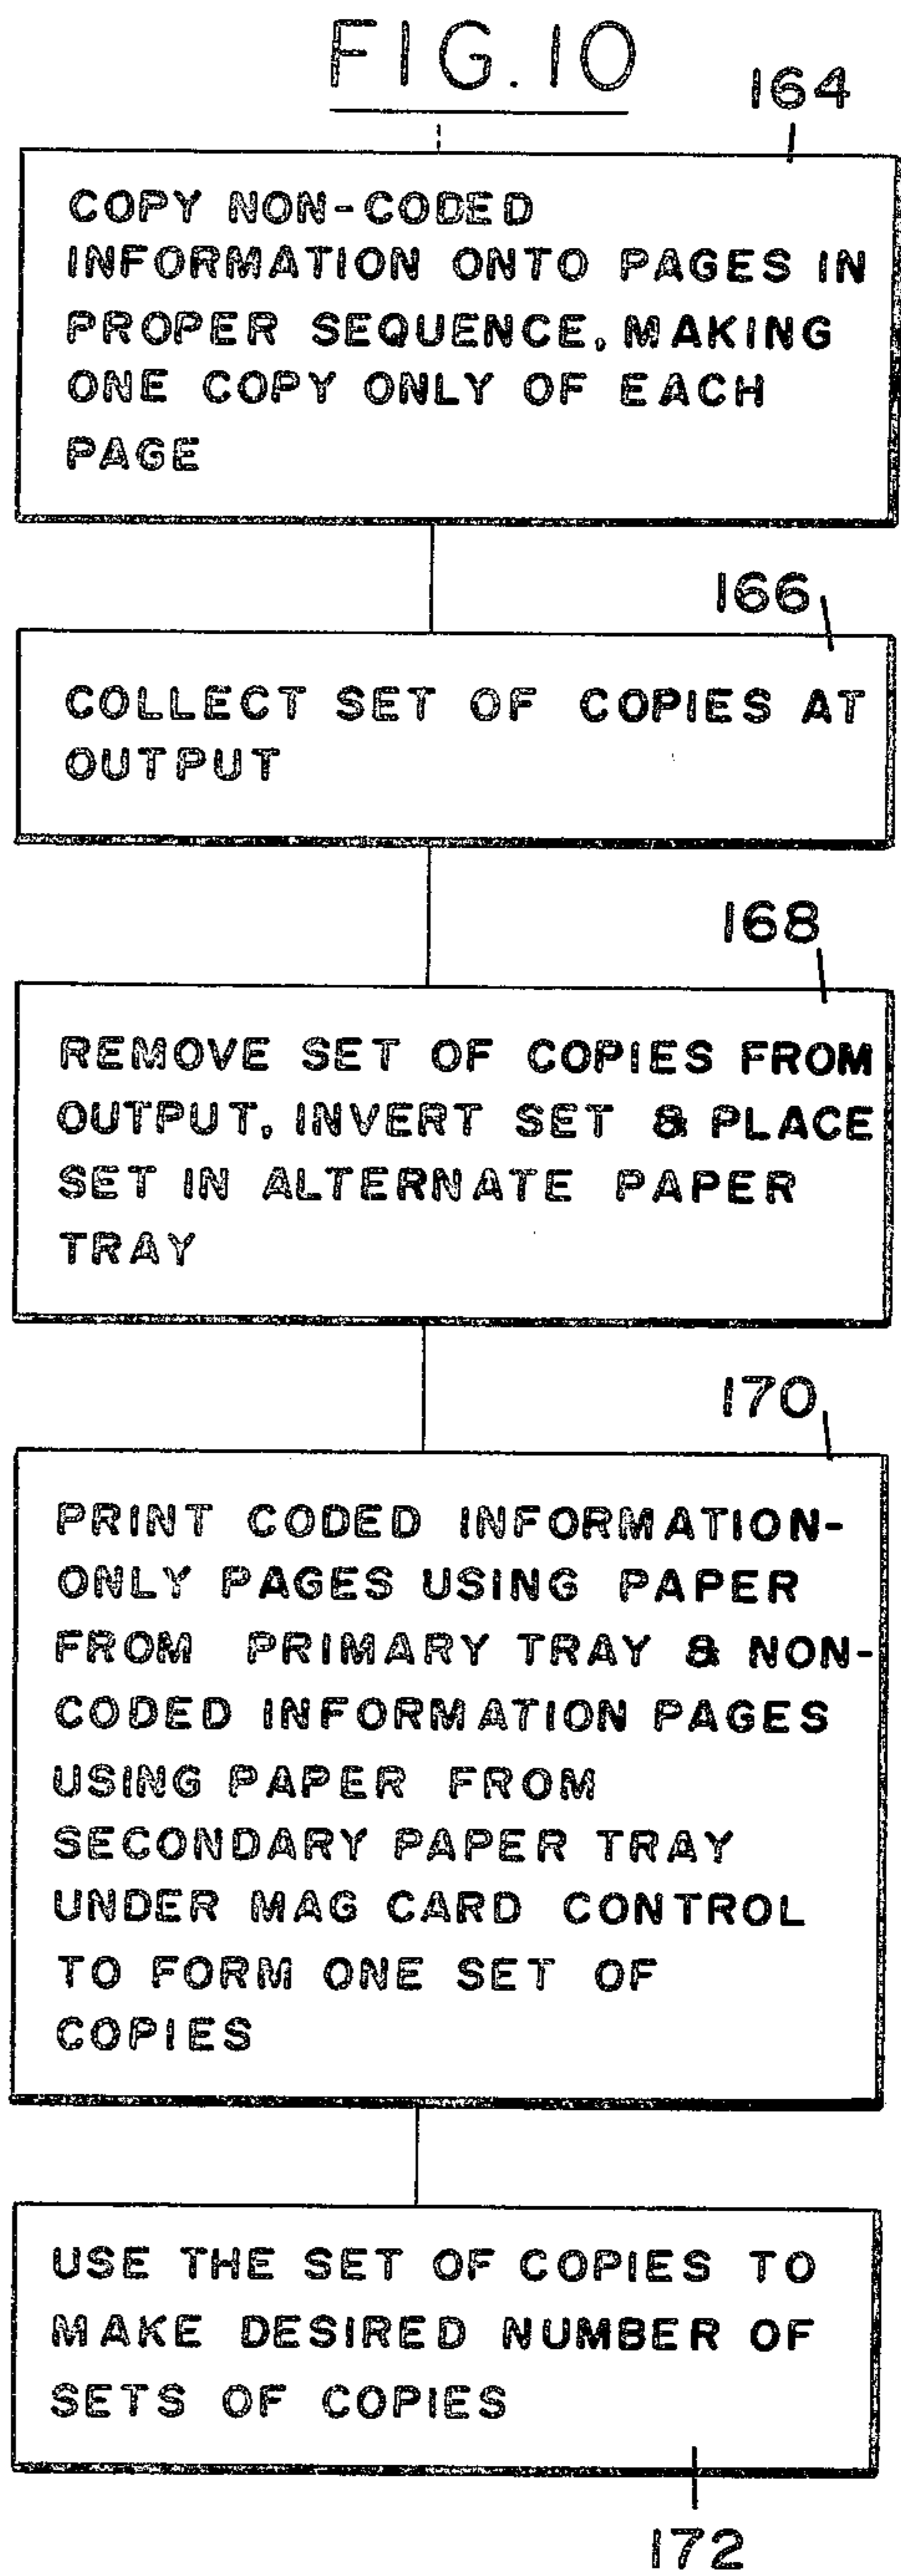 FIG. 10
164
COPY NON-CODED
INFORMATION ONTO PAGES IN
PROPER SEQUENCE, MAKING
ONE COPY ONLY OF EACH
PAGE
166
COLLECT SET OF COPIES AT
OUTPUT
168
REMOVE SET OF COPIES FROM
OUTPUT, INVERT SET & PLACE
SET IN ALTERNATE PAPER
TRAY
170
PRINT CODED INFORMATION-
ONLY PAGES USING PAPER
FROM PRIMARY TRAY & NON-
CODED INFORMATION PAGES
USING PAPER FROM
SECONDARY PAPER TRAY
UNDER MAG CARD CONTROL
TO FORM ONE SET OF
COPIES
USE THE SET OF COPIES TO
MAKE DESIRED NUMBER OF
SETS OF COPIES
172